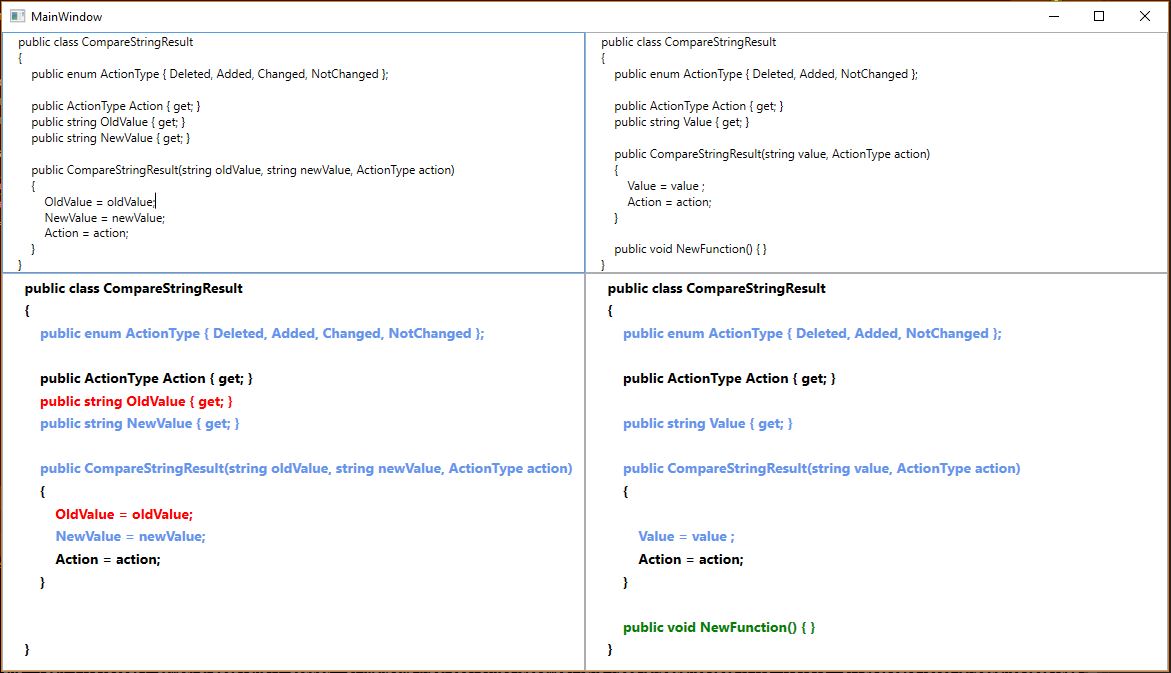 MainWindow
public class CompareStringResult
{
public enum ActionType { Deleted, Added, Changed, NotChanged };
public ActionType Action { get; }
public string OldValue { get; }
public string NewValue { get; }
public CompareStringResult(string oldValue, string newValue, ActionType action)
{
OldValue = oldValue;
NewValue = newValue;
Action = action;
}
}
public class CompareStringResult
{
public enum ActionType { Deleted, Added, NotChanged };
public ActionType Action { get; }
public string Value { get; }
public CompareStringResult(string value, ActionType action)
{
Value = value ;
Action = action;
}
public void NewFunction() { }
}
public class CompareStringResult
{
public enum ActionType { Deleted, Added, Changed, NotChanged };
public ActionType Action { get; }
public string OldValue { get; }
public string NewValue { get; }
public CompareStringResult(string oldValue, string newValue, ActionType action)
{
OldValue = oldValue;
NewValue = newValue;
Action = action;
}
}
public class CompareStringResult
{
public enum ActionType { Deleted, Added, NotChanged };
public ActionType Action { get; }
public string Value { get; }
public CompareStringResult(string value, ActionType action)
{
Value = value ;
Action = action;
}
public void NewFunction() { }
}